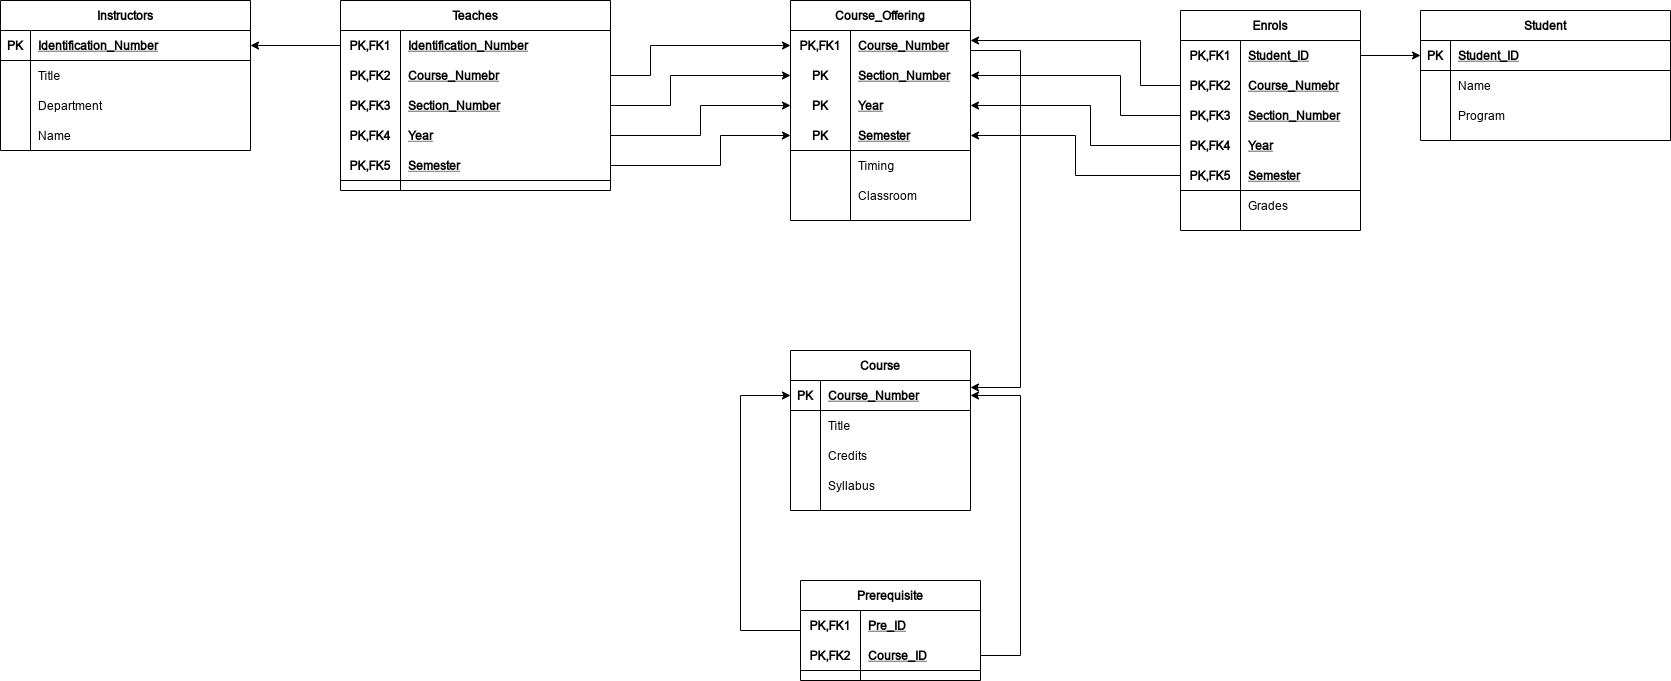 Instructors
PK Identification_Number
Title
Department
Name
Teaches
PK,FK1 Identification_Number
PK,FK2 Course_Numebr
PK,FK3 Section_Number
PK,FK4 Year
PK,FK5 Semester
Course_Offering
PK,FK1 Course_Number
PK Section_Number
PK Year
PK Semester
Timing
Classroom
Enrols
PK,FK1 Student_ID
PK,FK2 Course_Numebr
PK,FK3 Section_Number
PK,FK4 Year
PK,FK5 Semester
Grades
Student
PK Student_ID
Name
Program
Course
PK Course_Number
Title
Credits
Syllabus
Prerequisite
PK,FK1 Pre_ID
PK,FK2 Course_ID